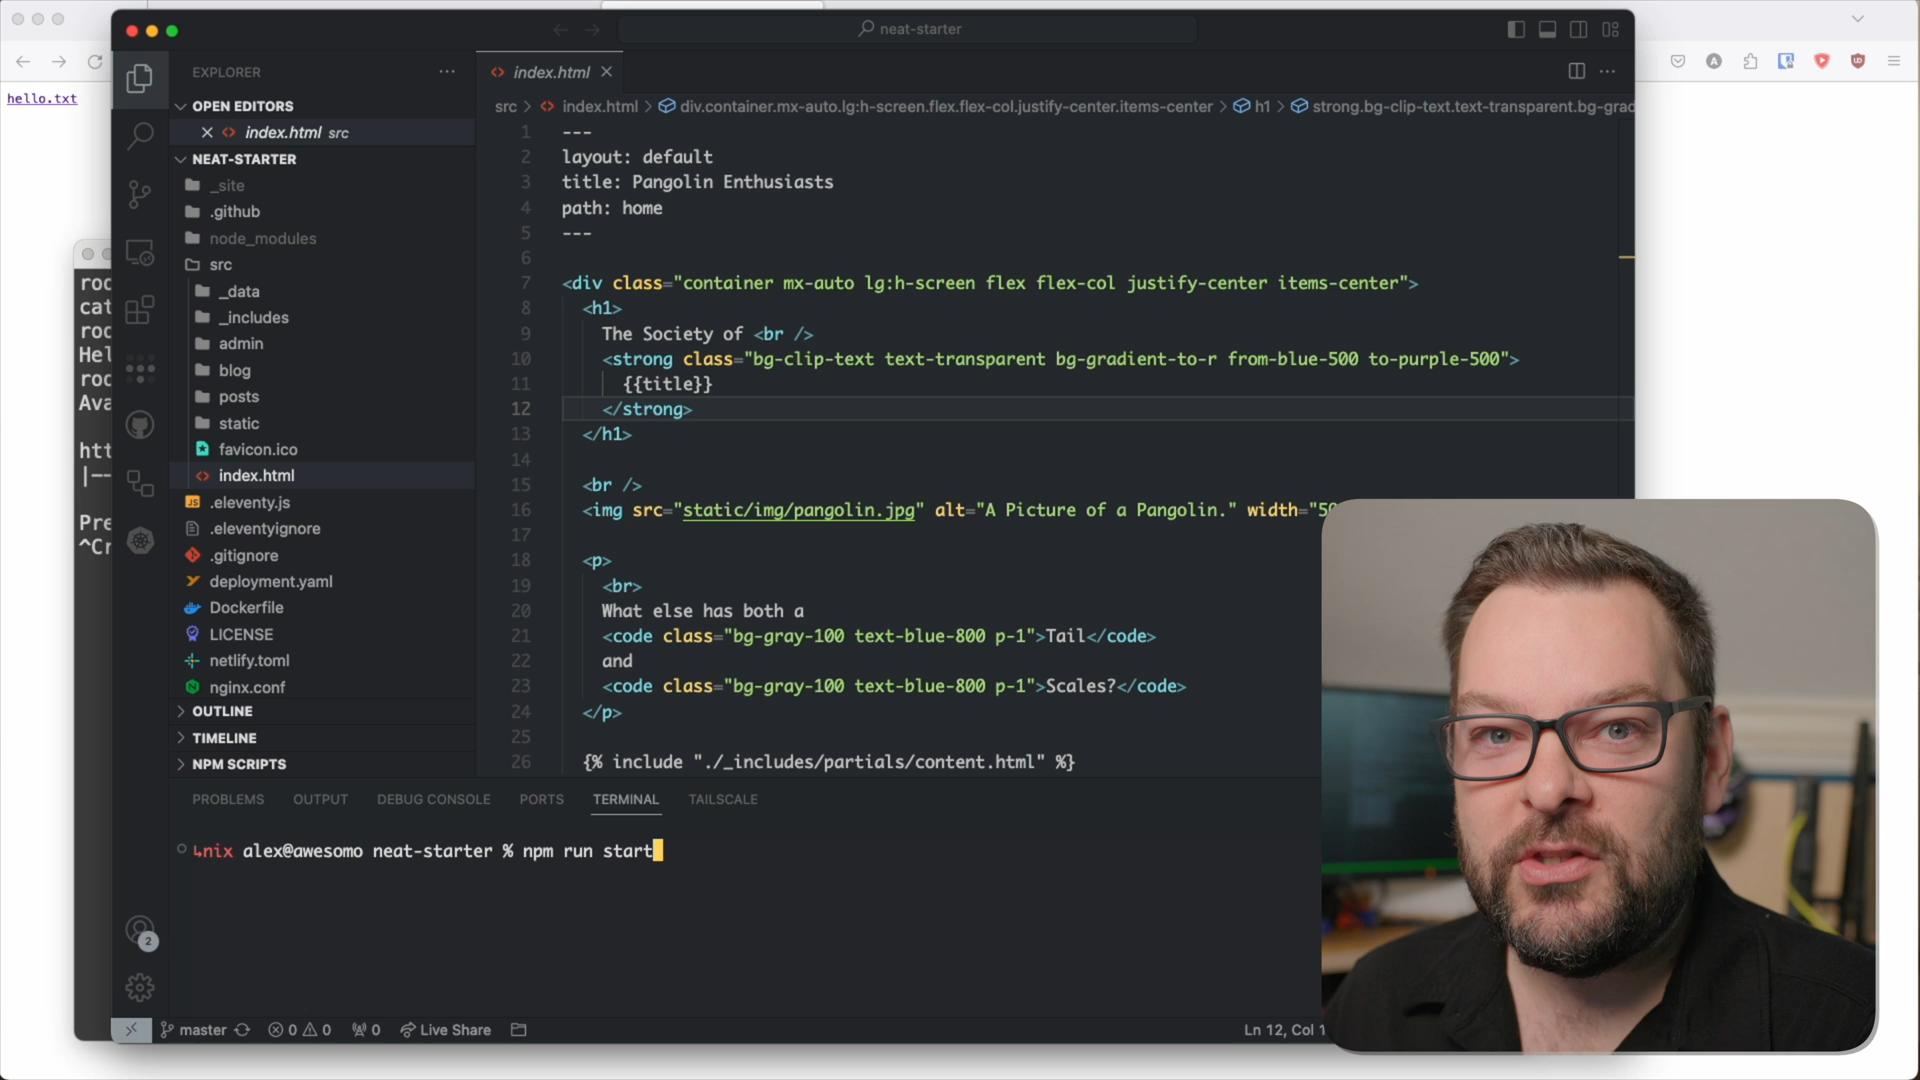 neat-starter
hello.txt
EXPLORER
OPEN EDITORS
index.html src
NEAT-STARTER
_site
.github
node_modules
src
_data
_includes
admin
blog
posts
static
favicon.ico
index.html
.eleventy.js
.eleventyignore
.gitignore
deployment.yaml
Dockerfile
LICENSE
netlify.toml
nginx.conf
OUTLINE
TIMELINE
NPM SCRIPTS
index.html
src > index.html > div.container.mx-auto.lg:h-screen.flex.flex-col.justify-center.items-center > h1 > strong.bg-clip-text.text-transparent.bg-grad
1 ---
2 layout: default
3 title: Pangolin Enthusiasts
4 path: home
5 ---
6
7 <div class="container mx-auto lg:h-screen flex flex-col justify-center items-center">
8 <h1>
9 The Society of <br />
10 <strong class="bg-clip-text text-transparent bg-gradient-to-r from-blue-500 to-purple-500">
11 {{title}}
12 </strong>
13 </h1>
14
15 <br />
16 <img src="static/img/pangolin.jpg" alt="A Picture of a Pangolin." width="50
17
18 <p>
19 <br>
20 What else has both a
21 <code class="bg-gray-100 text-blue-800 p-1">Tail</code>
22 and
23 <code class="bg-gray-100 text-blue-800 p-1">Scales?</code>
24 </p>
25
26 {% include "./_includes/partials/content.html" %}
PROBLEMS OUTPUT DEBUG CONSOLE PORTS TERMINAL TAILSCALE
↳nix alex@awesomo neat-starter % npm run start
2
master 0 0 0 Live Share
Ln 12, Col 1
roo
cat
roo
Hel
roo
Ava
htt
|--
Pre
^Cr